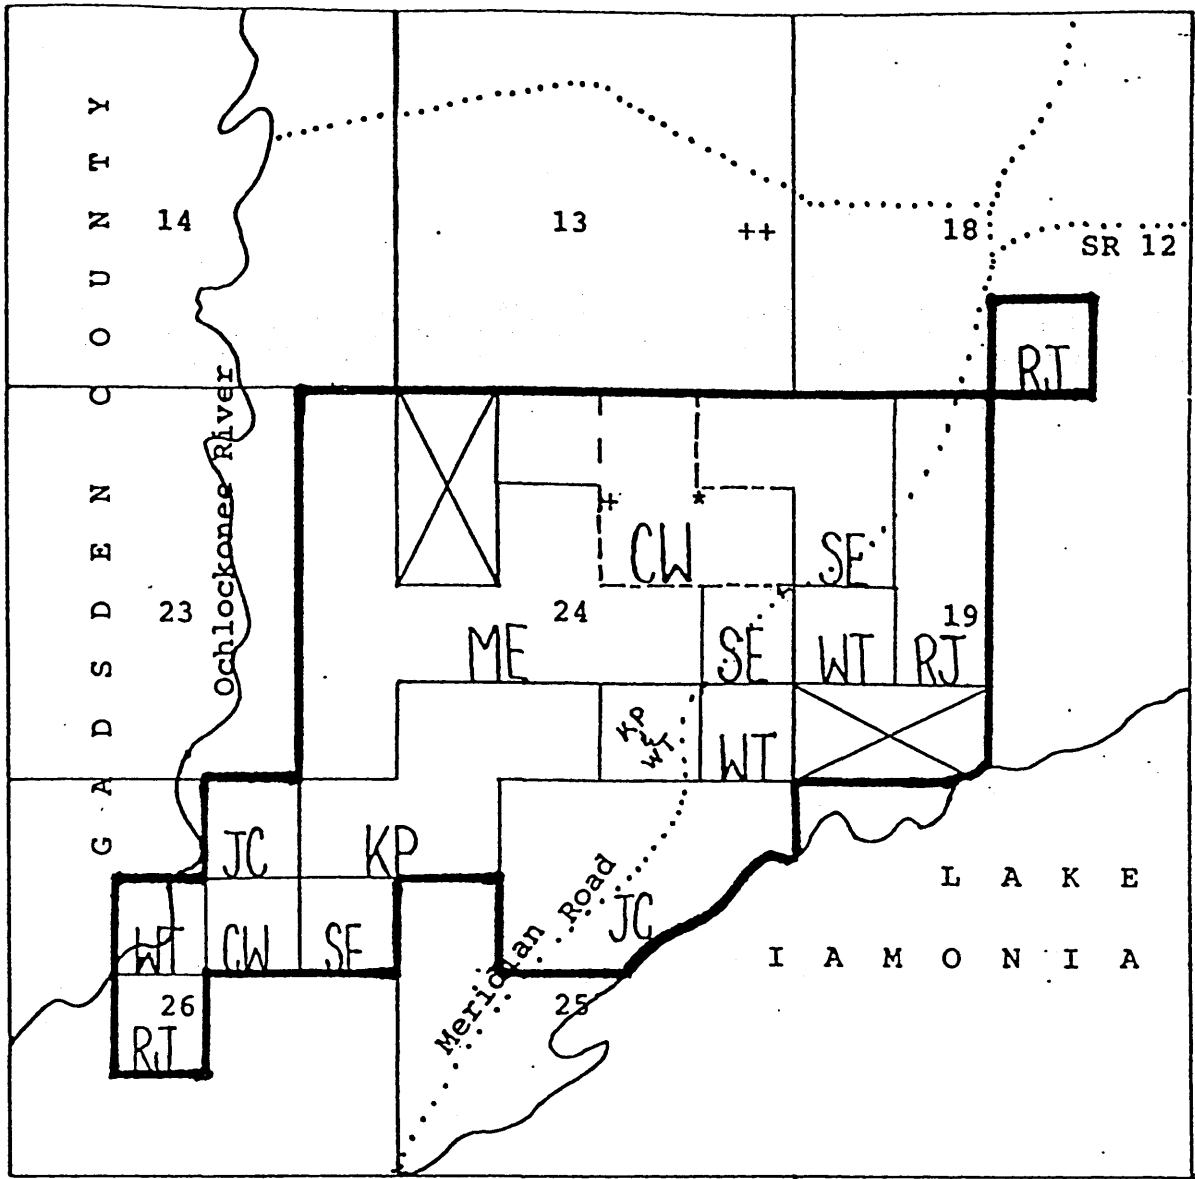 GADSDEN COUNTY
14
13
++
18
SR 12
RJ
Ochlockonee River
+
*
CW
SE
23
24
19
ME
SE
WT
RJ
KP
&
WT
WT
JC
KP
LAKE
IAMONIA
Meridian Road
JC
WT
CW
SE
26
25
RJ